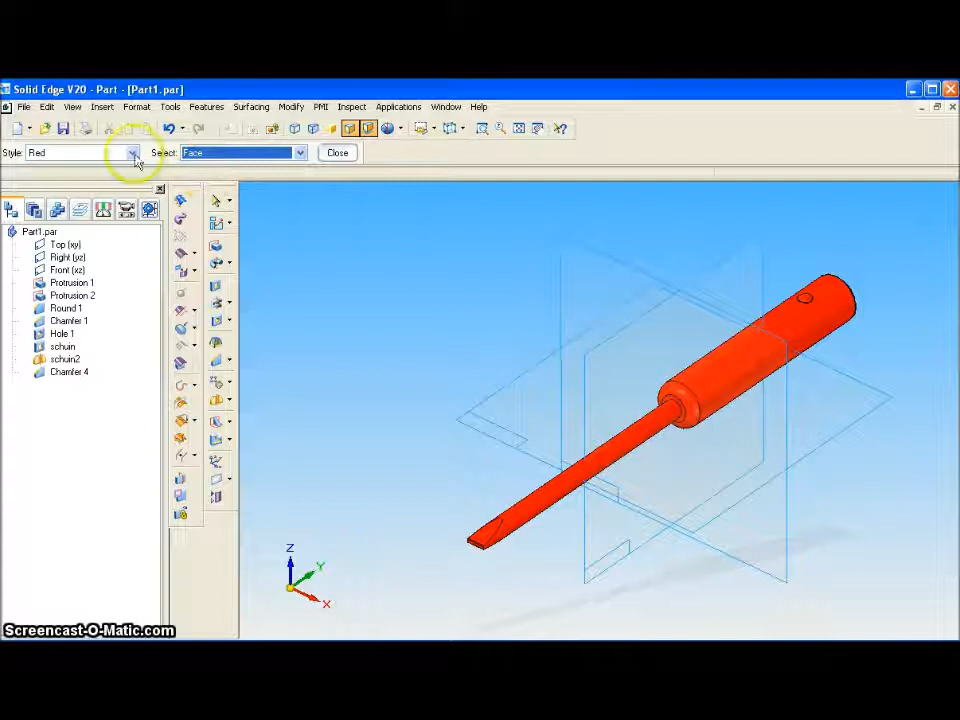 Solid Edge V20 - Part - [Part1.par]
File Edit View Insert Format Tools Features Surfacing Modify PMI Inspect Applications Window Help
Style: Red Select: Face Close
Part1.par
Top (xy)
Right (yz)
Front (xz)
Protrusion 1
Protrusion 2
Round 1
Chamfer 1
Hole 1
schuin
schuin2
Chamfer 4
Z
Y
X
Screencast-O-Matic.com